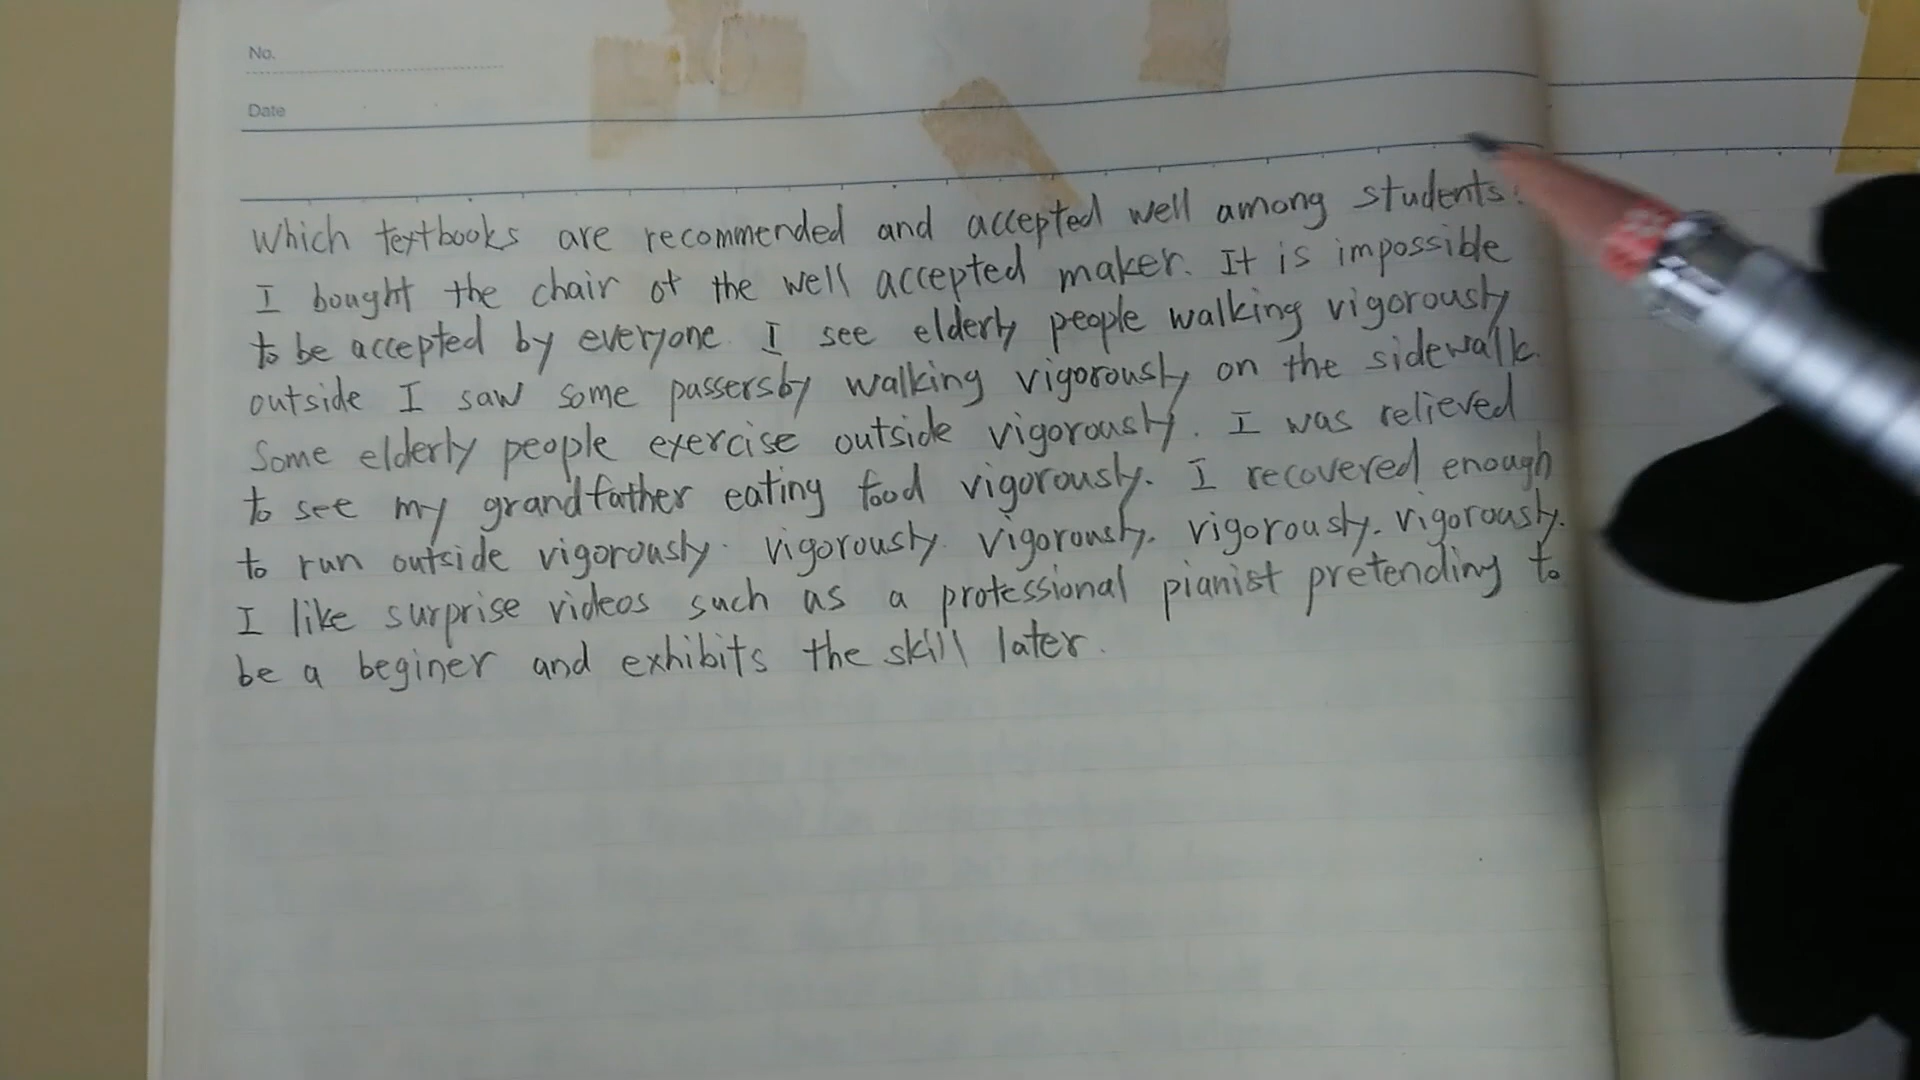 No.
Date
Which textbooks are recommended and accepted well among students.
I bought the chair of the well accepted maker. It is impossible
to be accepted by everyone. I see elderly people walking vigorously
outside I saw some passersby walking vigorously on the sidewalk.
Some elderly people exercise outside vigorously. I was relieved
to see my grandfather eating food vigorously. I recovered enough
to run outside vigorously. vigorously. vigorously. vigorously. vigorously.
I like surprise videos such as a professional pianist pretending to
be a beginer and exhibits the skill later.